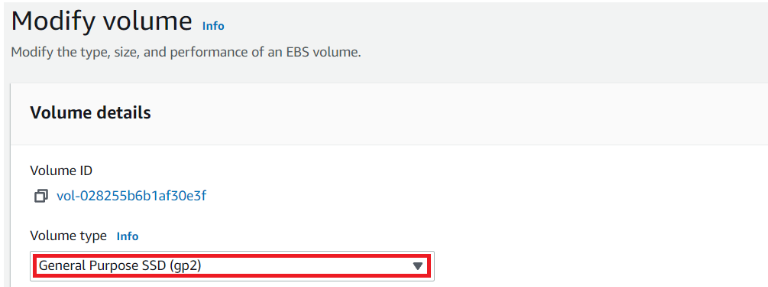 Modify volume Info
Modify the type, size, and performance of an EBS volume.
Volume details
Volume ID
vol-028255b6b1af30e3f
Volume type Info
General Purpose SSD (gp2)